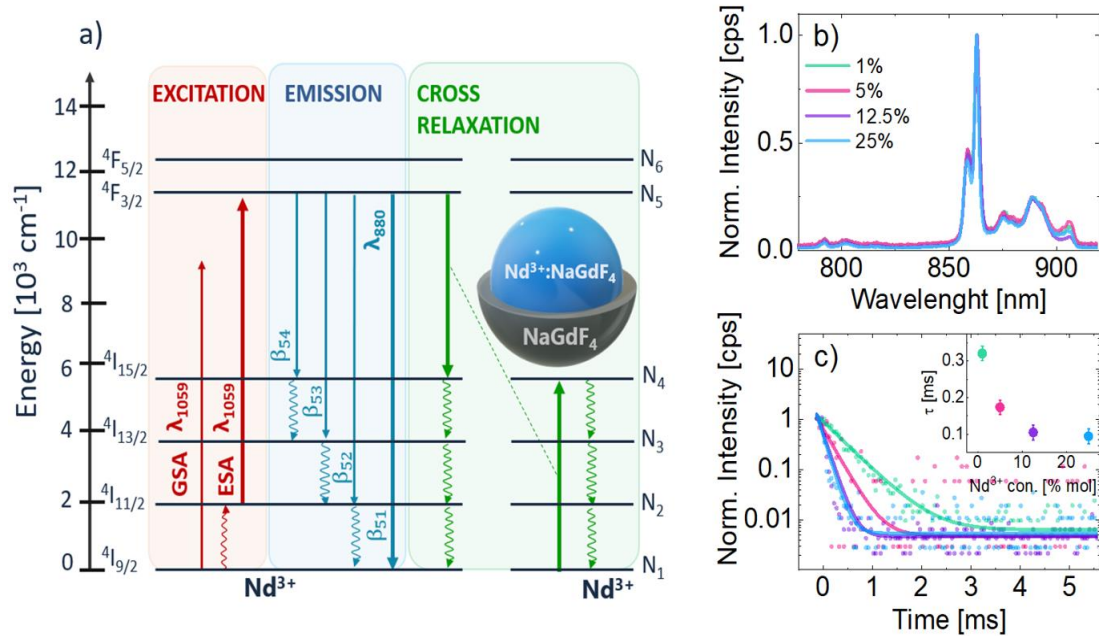 a)
EXCITATION
EMISSION
CROSS
RELAXATION
Energy [10³ cm⁻¹]
14
12
10
8
6
4
2
0
⁴F₅/₂
⁴F₃/₂
⁴I₁₅/₂
⁴I₁₃/₂
⁴I₁₁/₂
⁴I₉/₂
GSA
λ₁₀₅₉
ESA
λ₁₀₅₉
β₅₄
β₅₃
β₅₂
β₅₁
λ₈₈₀
N₆
N₅
N₄
N₃
N₂
N₁
Nd³⁺:NaGdF₄
NaGdF₄
Nd³⁺
Nd³⁺
b)
Norm. Intensity [cps]
1.0
0.5
0.0
1%
5%
12.5%
25%
800
850
900
Wavelenght [nm]
c)
Norm. Intensity [cps]
10
1
0.1
0.01
0
1
2
3
4
5
Time [ms]
τ [ms]
0.3
0.2
0.1
0
10
20
Nd³⁺ con. [% mol]